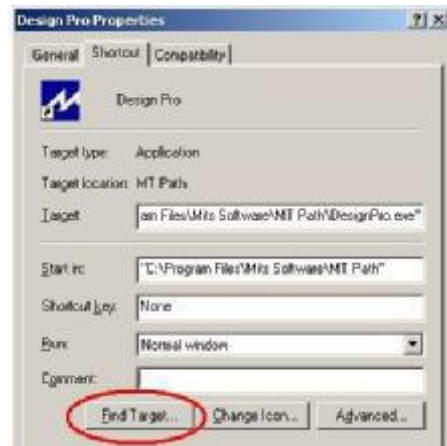 Design Pro Properties
General Shortcut Compatibility
Design Pro
Target type: Application
Target location: MT Path
Target: am Files\Mits Software\MT Path\DesignPro.exe"
Start in: "C:\Program Files\Mits Software\MT Path"
Shortcut key: None
Run: Normal window
Comment:
Find Target... Change Icon... Advanced...